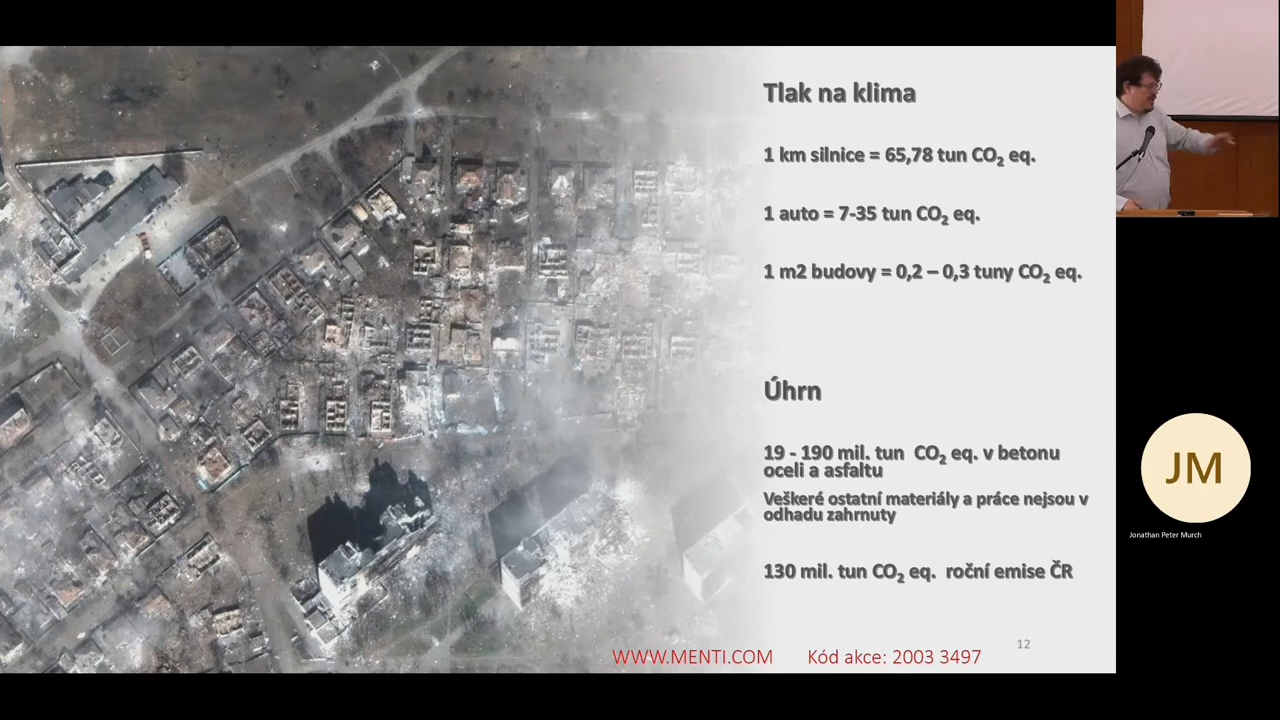 Tlak na klima
1 km silnice = 65,78 tun CO₂ eq.
1 auto = 7-35 tun CO₂ eq.
1 m2 budovy = 0,2 – 0,3 tuny CO₂ eq.
Úhrn
19 - 190 mil. tun CO₂ eq. v betonu
oceli a asfaltu
Veškeré ostatní materiály a práce nejsou v
odhadu zahrnuty
130 mil. tun CO₂ eq. roční emise ČR
12
WWW.MENTI.COM Kód akce: 2003 3497
JM
Jonathan Peter Murch